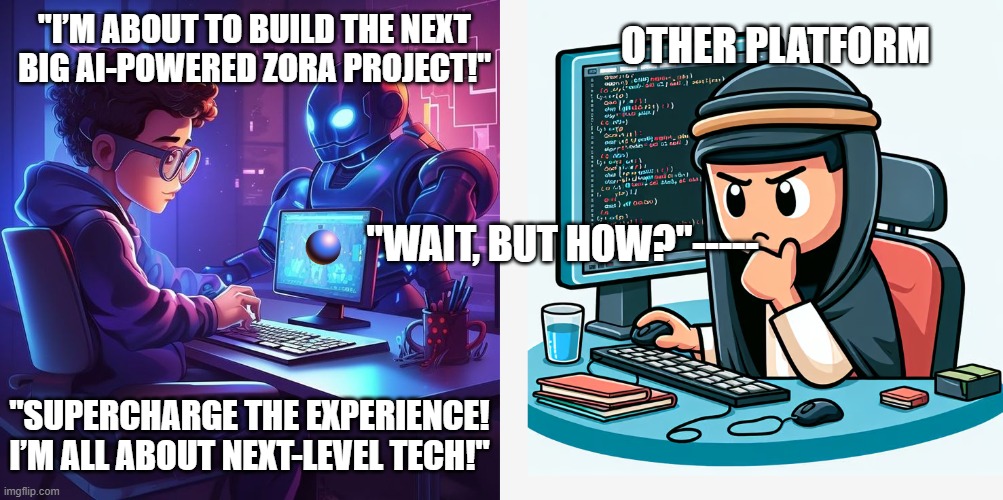 "I'M ABOUT TO BUILD THE NEXT
BIG AI-POWERED ZORA PROJECT!"
OTHER PLATFORM
"WAIT, BUT HOW?"-----
"SUPERCHARGE THE EXPERIENCE!
I'M ALL ABOUT NEXT-LEVEL TECH!"
imgflip.com